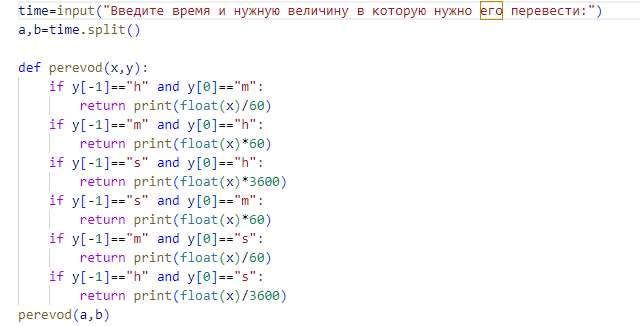 time=input("Введите время и нужную величину в которую нужно его перевести:")
a,b=time.split()
def perevod(x,y):
    if y[-1]=="h" and y[0]=="m":
        return print(float(x)/60)
    if y[-1]=="m" and y[0]=="h":
        return print(float(x)*60)
    if y[-1]=="s" and y[0]=="h":
        return print(float(x)*3600)
    if y[-1]=="s" and y[0]=="m":
        return print(float(x)*60)
    if y[-1]=="m" and y[0]=="s":
        return print(float(x)/60)
    if y[-1]=="h" and y[0]=="s":
        return print(float(x)/3600)
perevod(a,b)